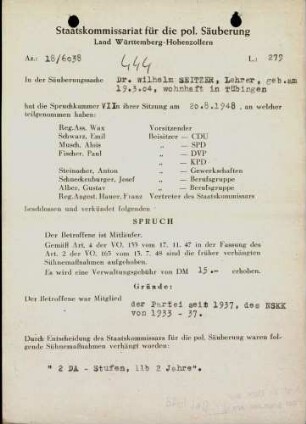 Staatskommissariat für die pol. Säuberung
Land Württemberg-Hohenzollern
Az.: 18/6038
L.: 279
444
In der Säuberungssache Dr. Wilhelm SEITZER, Lehrer, geb.am
19.3.04, wohnhaft in Tübingen
hat die Spruchkammer VII in ihrer Sitzung am 20.8.1948, an welcher
teilgenommen haben:
Reg.Ass. Wax Vorsitzender
Schwarz, Emil Beisitzer — CDU
Musch, Alois „ — SPD
Fischer, Paul „ — DVP
„ — KPD
Steinacher, Anton „ — Gewerkschaften
Schneckenburger, Josef „ — Berufsgruppe
Alber, Gustav „ — Berufsgruppe
Reg.Angest. Hauer, Franz Vertreter des Staatskommissars
beschlossen und verkündet folgenden
SPRUCH
Der Betroffene ist Mitläufer.
Gemäß Art. 4 der VO. 133 vom 17. 11. 47 in der Fassung des
Art. 2 der VO. 165 vom 13. 7. 48 sind die früher verhängten
Sühnemaßnahmen aufgehoben.
Es wird eine Verwaltungsgebühr von DM 15.- erhoben.
Gründe:
Der Betroffene war Mitglied der Partei seit 1937, des NSKK
von 1933 - 37.
Durch Entscheidung des Staatskommissars für die pol. Säuberung waren fol-
gende Sühnemaßnahmen verhängt worden:
" 2 DA - Stufen, 11b 2 Jahre".